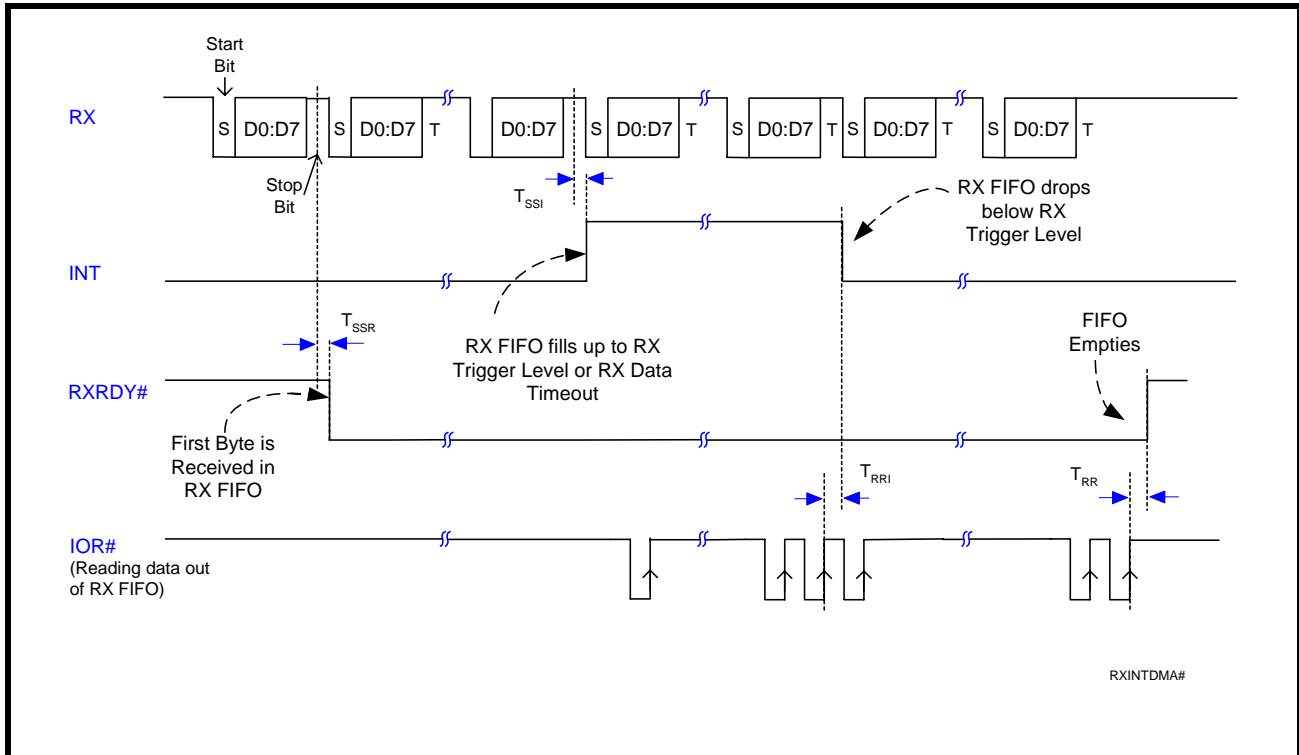 Start
Bit
RX
S
D0:D7
S
D0:D7
T
D0:D7
S
D0:D7
T
S
D0:D7
T
S
D0:D7
T
S
D0:D7
T
Stop
Bit
TSSI
RX FIFO drops
below RX
Trigger Level
INT
TSSR
RX FIFO fills up to RX
Trigger Level or RX Data
Timeout
FIFO
Empties
RXRDY#
First Byte is
Received in
RX FIFO
TRRI
TRR
IOR#
(Reading data out
of RX FIFO)
RXINTDMA#